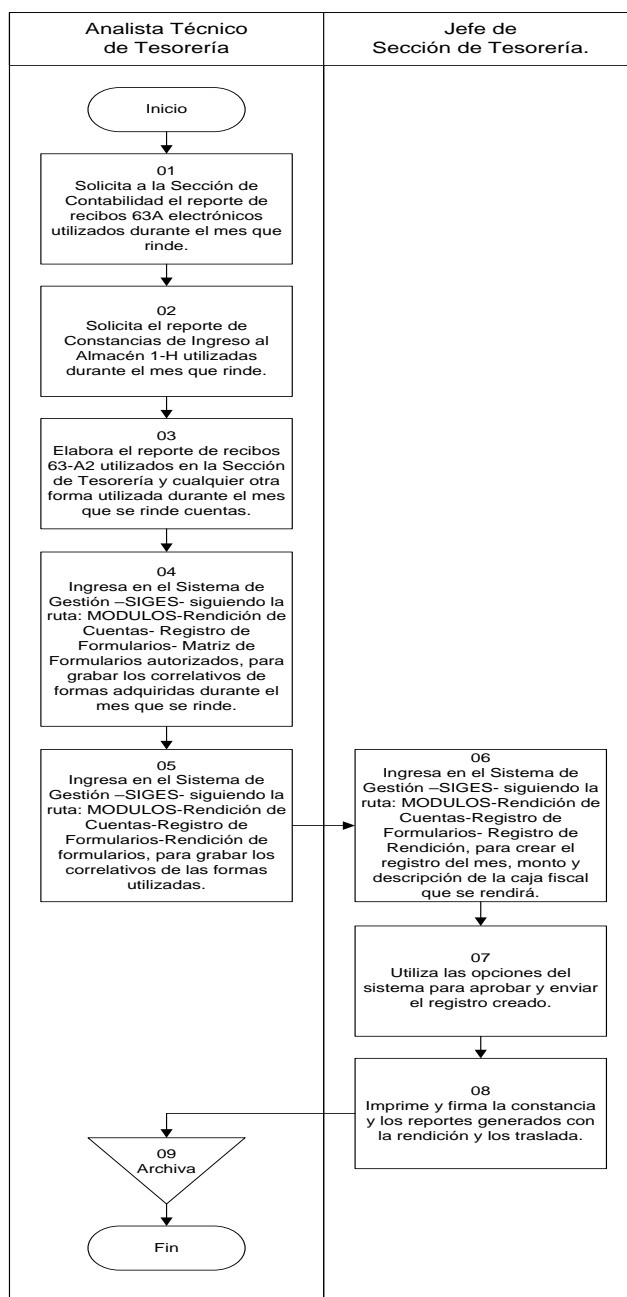 Analista Técnico
de Tesorería
Jefe de
Sección de Tesorería.
Inicio
01
Solicita a la Sección de
Contabilidad el reporte de
recibos 63A electrónicos
utilizados durante el mes que
rinde.
02
Solicita el reporte de
Constancias de Ingreso al
Almacén 1-H utilizadas
durante el mes que rinde.
03
Elabora el reporte de recibos
63-A2 utilizados en la Sección
de Tesorería y cualquier otra
forma utilizada durante el mes
que se rinde cuentas.
04
Ingresa en el Sistema de
Gestión –SIGES- siguiendo la
ruta: MODULOS-Rendición de
Cuentas- Registro de
Formularios- Matriz de
Formularios autorizados, para
grabar los correlativos de
formas adquiridas durante el
mes que se rinde.
05
Ingresa en el Sistema de
Gestión –SIGES- siguiendo la
ruta: MODULOS-Rendición de
Cuentas-Registro de
Formularios-Rendición de
formularios, para grabar los
correlativos de las formas
utilizadas.
06
Ingresa en el Sistema de
Gestión –SIGES- siguiendo la
ruta: MODULOS-Rendición de
Cuentas-Registro de
Formularios- Registro de
Rendición, para crear el
registro del mes, monto y
descripción de la caja fiscal
que se rendirá.
07
Utiliza las opciones del
sistema para aprobar y enviar
el registro creado.
08
Imprime y firma la constancia
y los reportes generados con
la rendición y los traslada.
09
Archiva
Fin